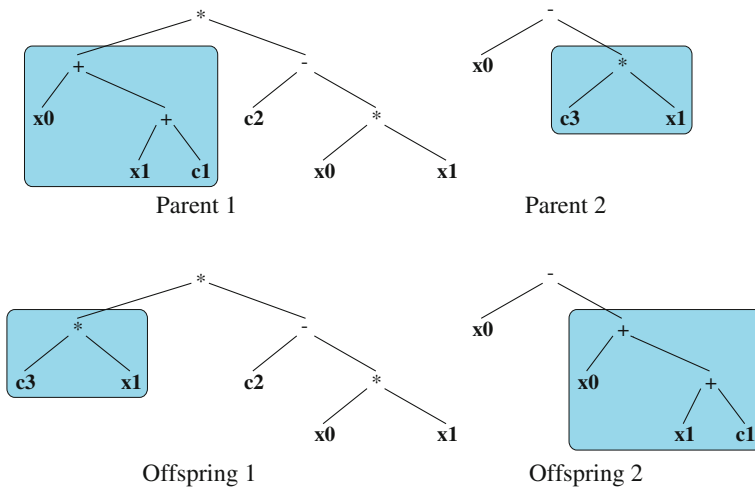 * -
+ - x0 *
x0 + c2 * c3 x1
x1 c1 x0 x1
Parent 1 Parent 2
* -
* - x0 +
c3 x1 c2 * x0 +
x0 x1 x1 c1
Offspring 1 Offspring 2